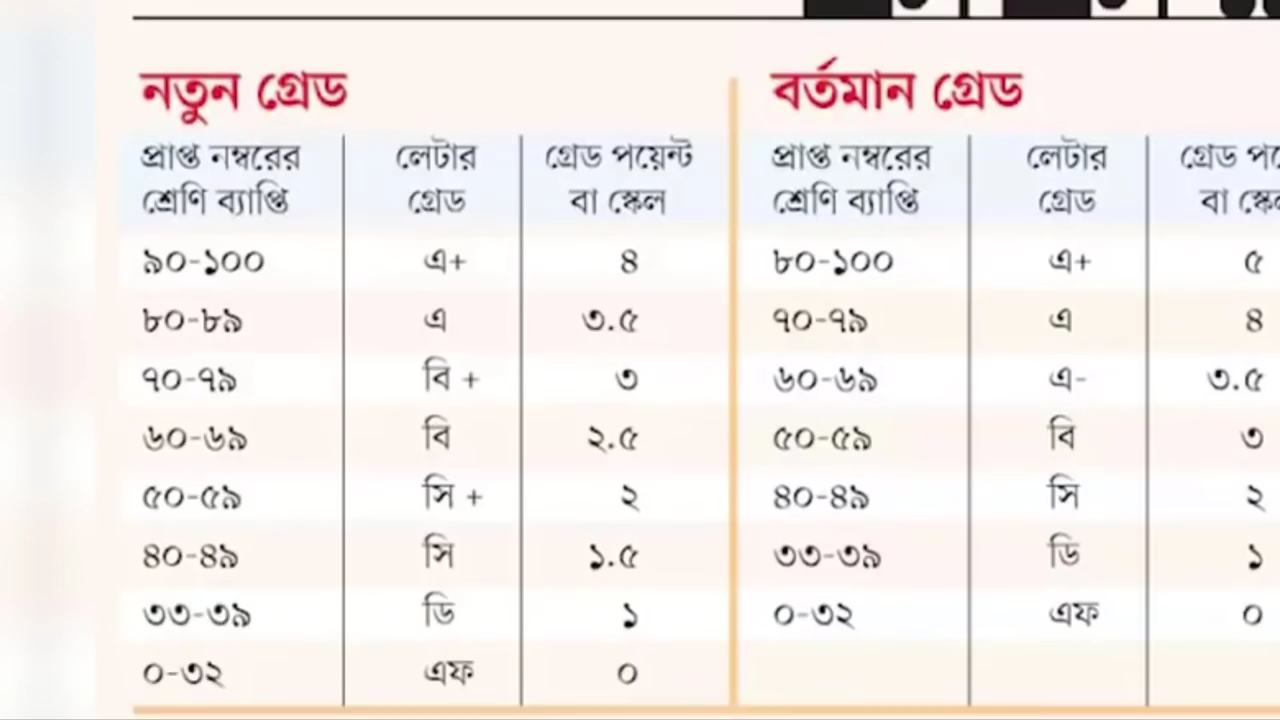 নতুন গ্রেড
প্রাপ্ত নম্বরের শ্রেণি ব্যাপ্তি লেটার গ্রেড গ্রেড পয়েন্ট বা স্কেল
৯০-১০০ এ+ ৪
৮০-৮৯ এ ৩.৫
৭০-৭৯ বি + ৩
৬০-৬৯ বি ২.৫
৫০-৫৯ সি + ২
৪০-৪৯ সি ১.৫
৩৩-৩৯ ডি ১
০-৩২ এফ ০
বর্তমান গ্রেড
প্রাপ্ত নম্বরের শ্রেণি ব্যাপ্তি লেটার গ্রেড গ্রেড বা
৮০-১০০ এ+ ৫
৭০-৭৯ এ ৪
৬০-৬৯ এ- ৩.৫
৫০-৫৯ বি ৩
৪০-৪৯ সি ২
৩৩-৩৯ ডি ১
০-৩২ এফ ০